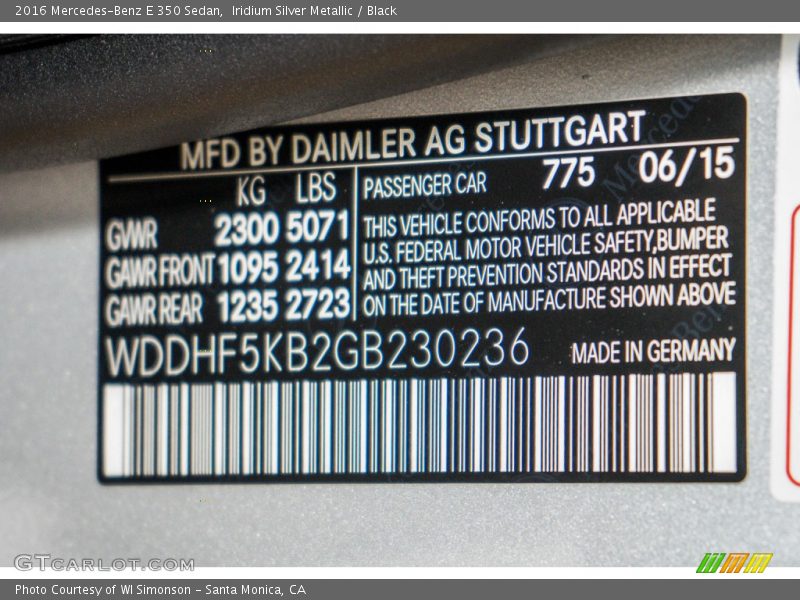 2016 Mercedes-Benz E 350 Sedan,  Iridium Silver Metallic / Black
MFD BY DAIMLER AG STUTTGART
KG LBS
GWR 2300 5071
GAWR FRONT 1095 2414
GAWR REAR 1235 2723
PASSENGER CAR 775 06/15
THIS VEHICLE CONFORMS TO ALL APPLICABLE
U.S. FEDERAL MOTOR VEHICLE SAFETY,BUMPER
AND THEFT PREVENTION STANDARDS IN EFFECT
ON THE DATE OF MANUFACTURE SHOWN ABOVE
WDDHF5KB2GB230236
MADE IN GERMANY
GTCARLOT.COM
Photo Courtesy of WI Simonson - Santa Monica, CA